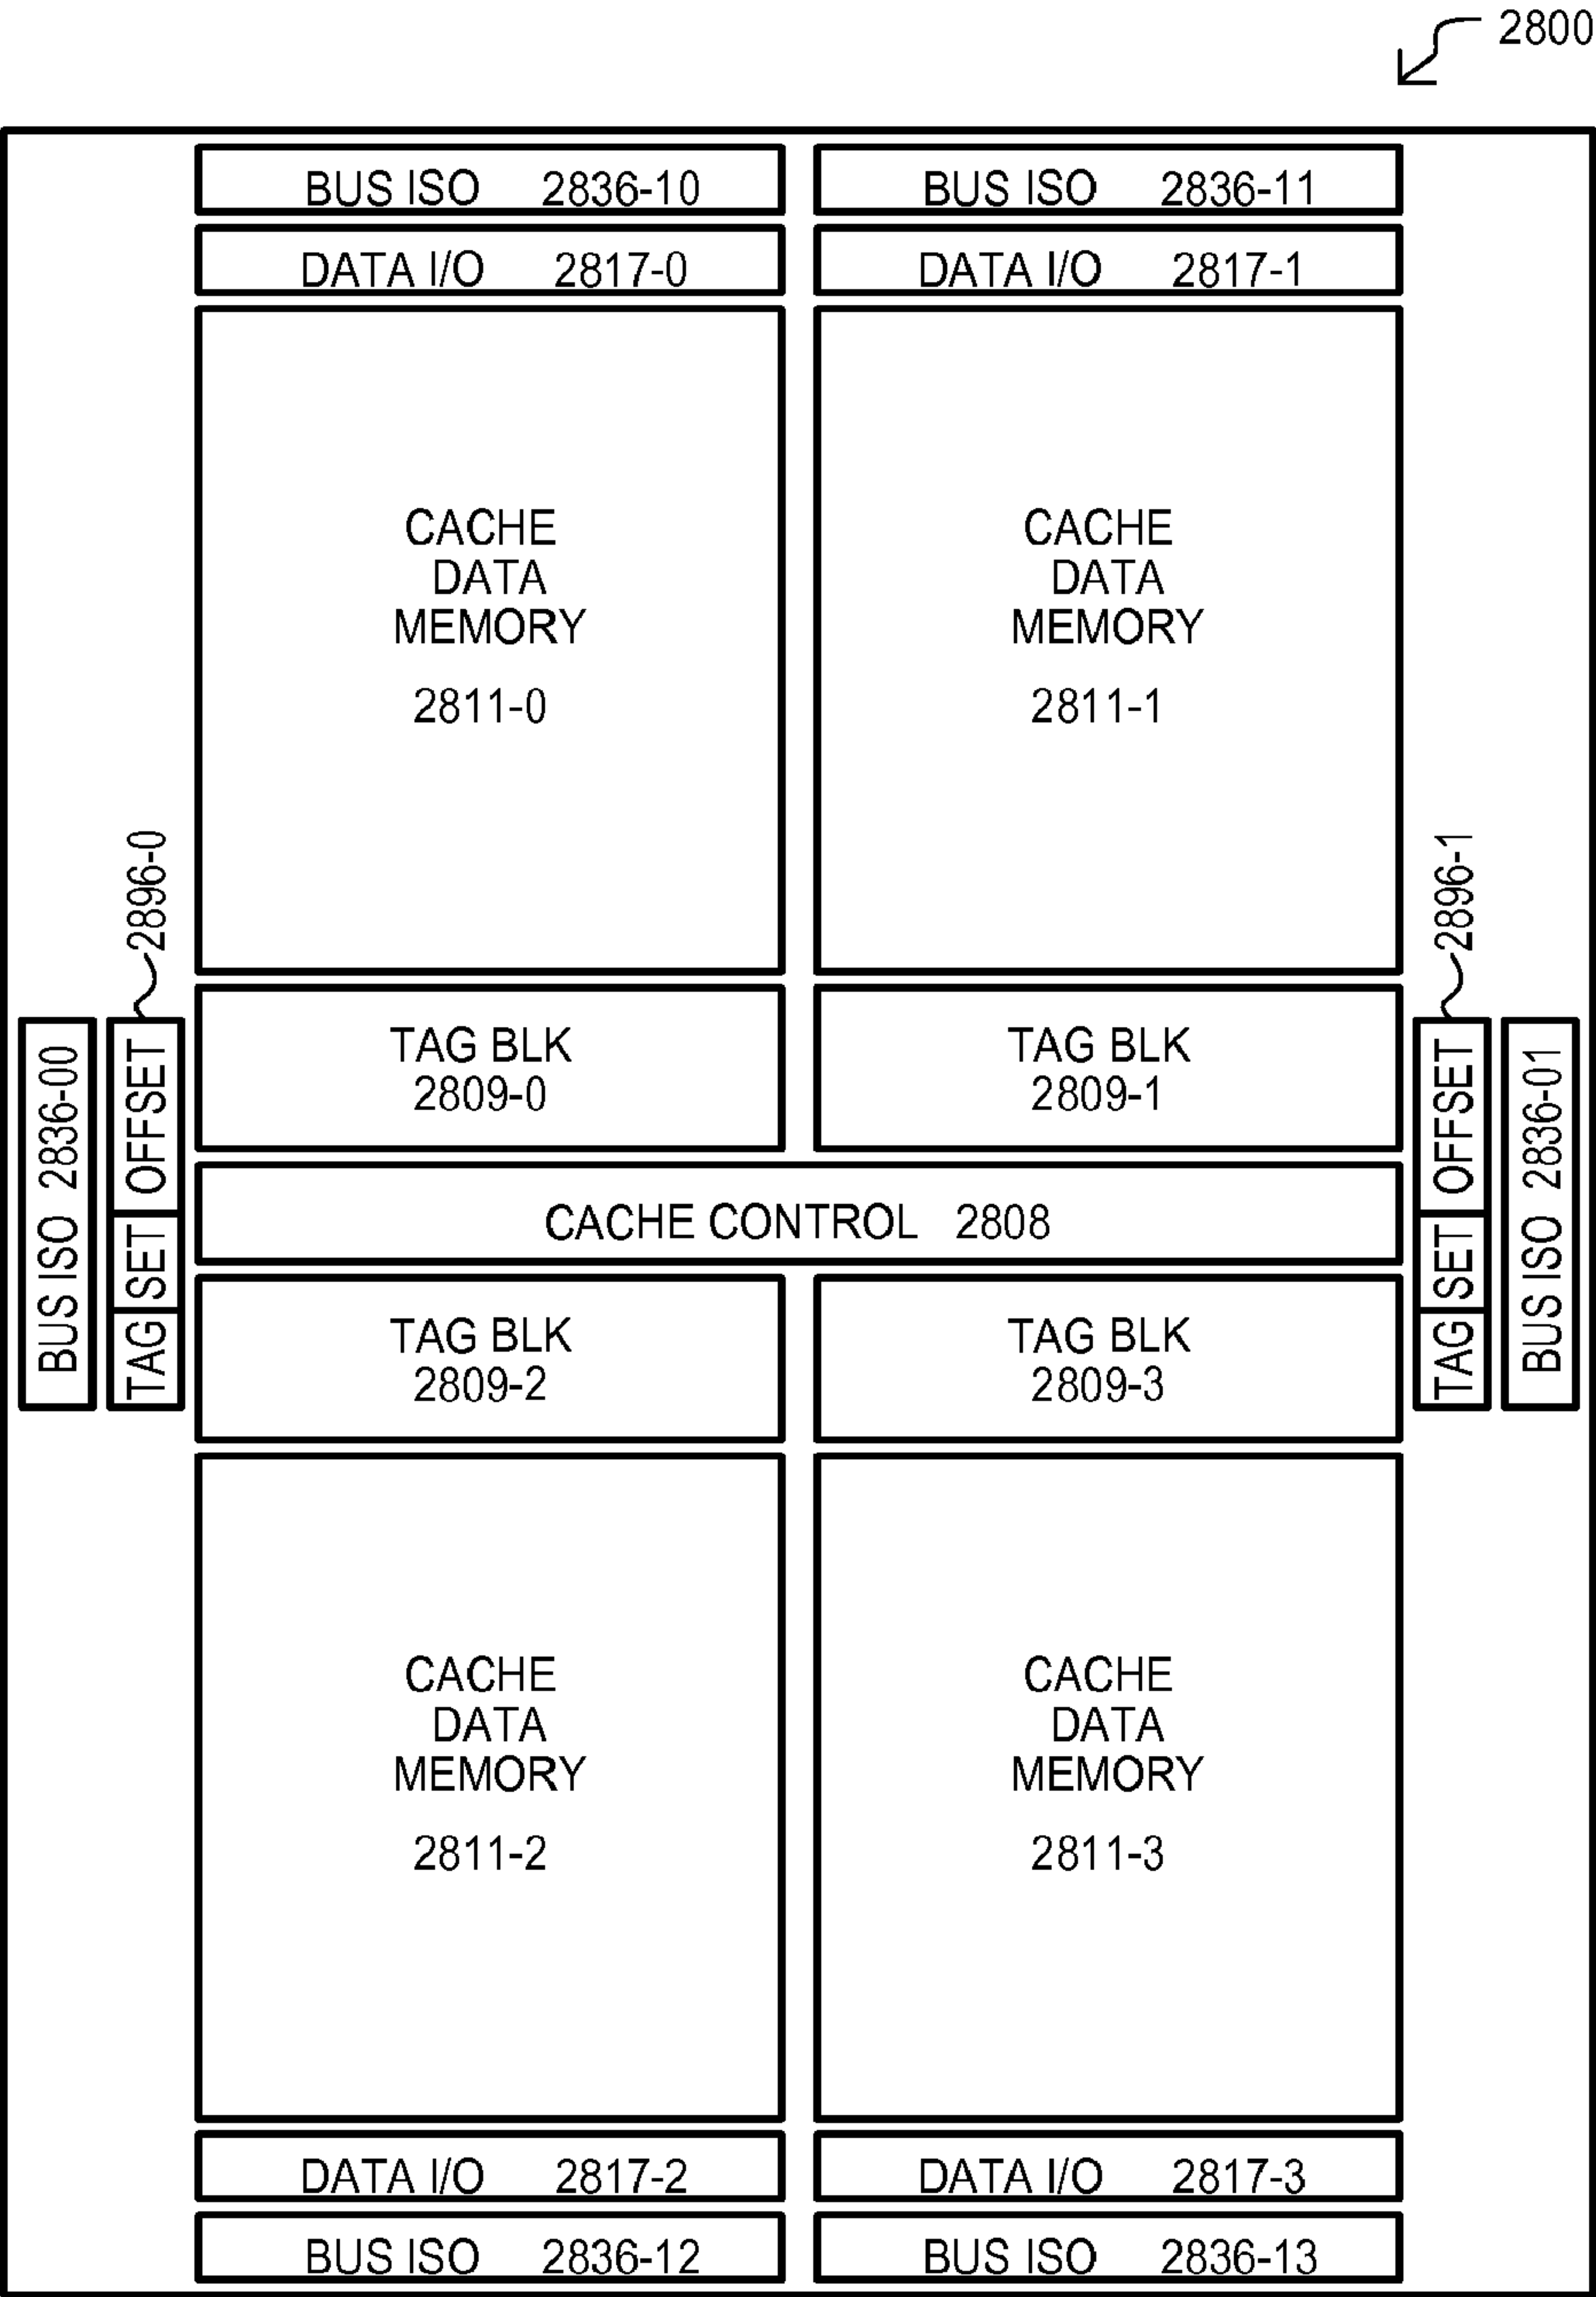 2800
BUS ISO 2836-10
BUS ISO 2836-11
DATA I/O 2817-0
DATA I/O 2817-1
CACHE
DATA
MEMORY
2811-0
CACHE
DATA
MEMORY
2811-1
2896-0
2896-1
BUS ISO 2836-00
TAG SET OFFSET
TAG BLK
2809-0
TAG BLK
2809-1
TAG SET OFFSET
BUS ISO 2836-01
CACHE CONTROL 2808
TAG BLK
2809-2
TAG BLK
2809-3
CACHE
DATA
MEMORY
2811-2
CACHE
DATA
MEMORY
2811-3
DATA I/O 2817-2
DATA I/O 2817-3
BUS ISO 2836-12
BUS ISO 2836-13